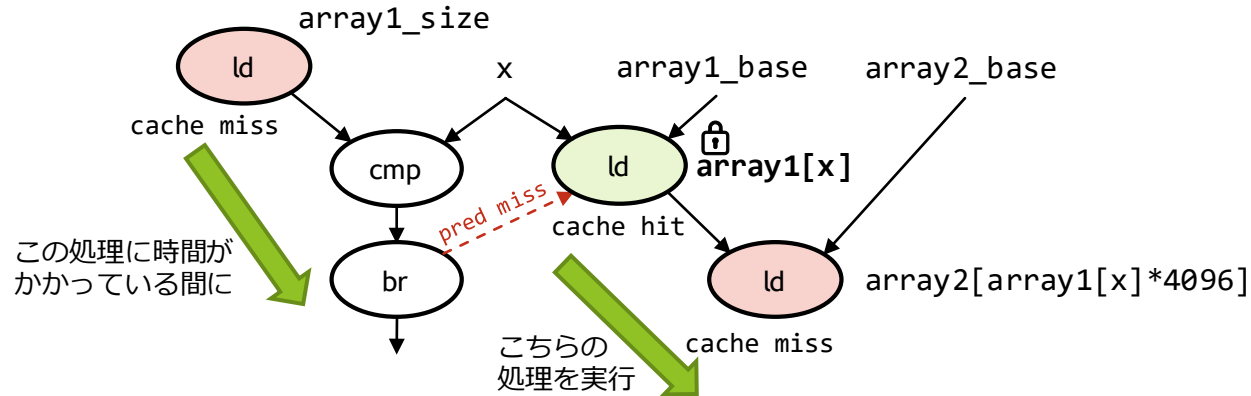 array1_size
ld
x
array1_base
array2_base
cache miss
cmp
ld
array1[x]
pred miss
cache hit
この処理に時間が
かかっている間に
br
ld
array2[array1[x]*4096]
こちらの
処理を実行
cache miss